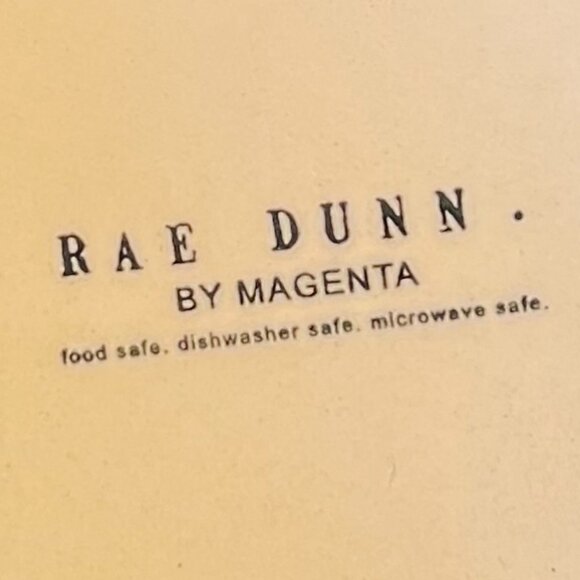 RAE DUNN.
BY MAGENTA
food safe. dishwasher safe. microwave safe.